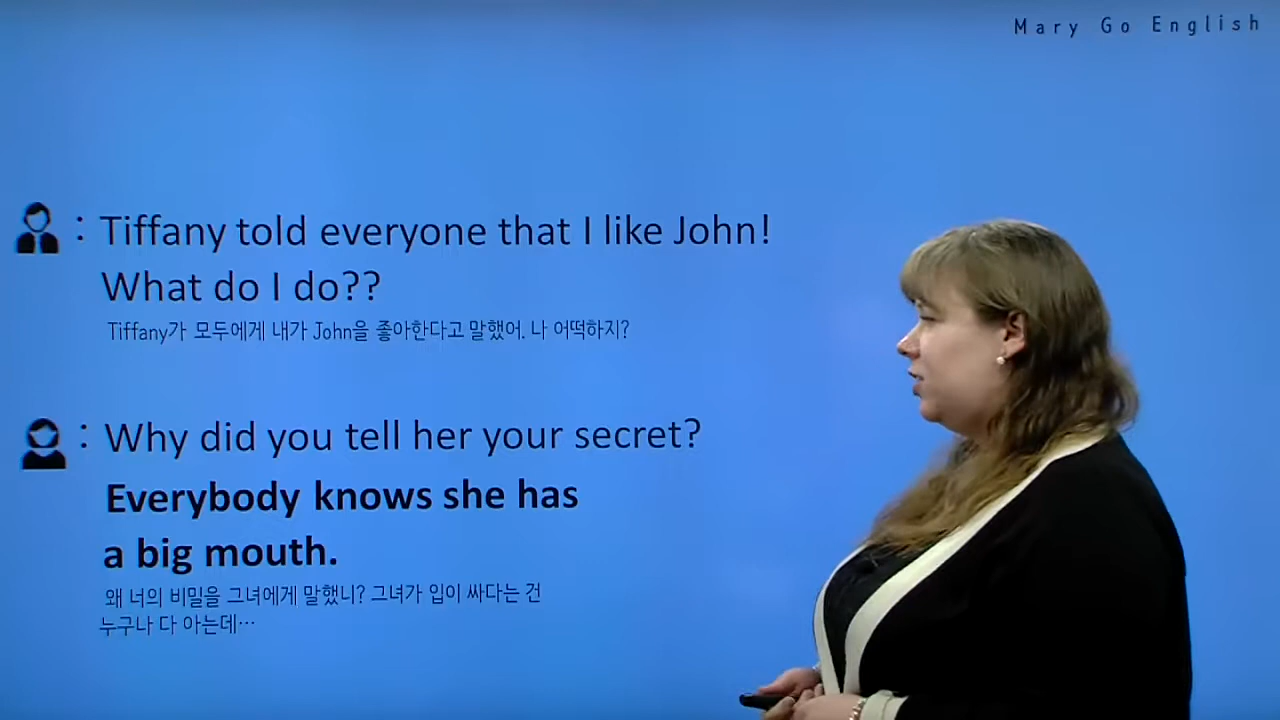 Mary Go English
: Tiffany told everyone that I like John!
What do I do??
Tiffany가 모두에게 내가 John을 좋아한다고 말했어. 나 어떡하지?
: Why did you tell her your secret?
Everybody knows she has
a big mouth.
왜 너의 비밀을 그녀에게 말했니? 그녀가 입이 싸다는 건
누구나 다 아는데…